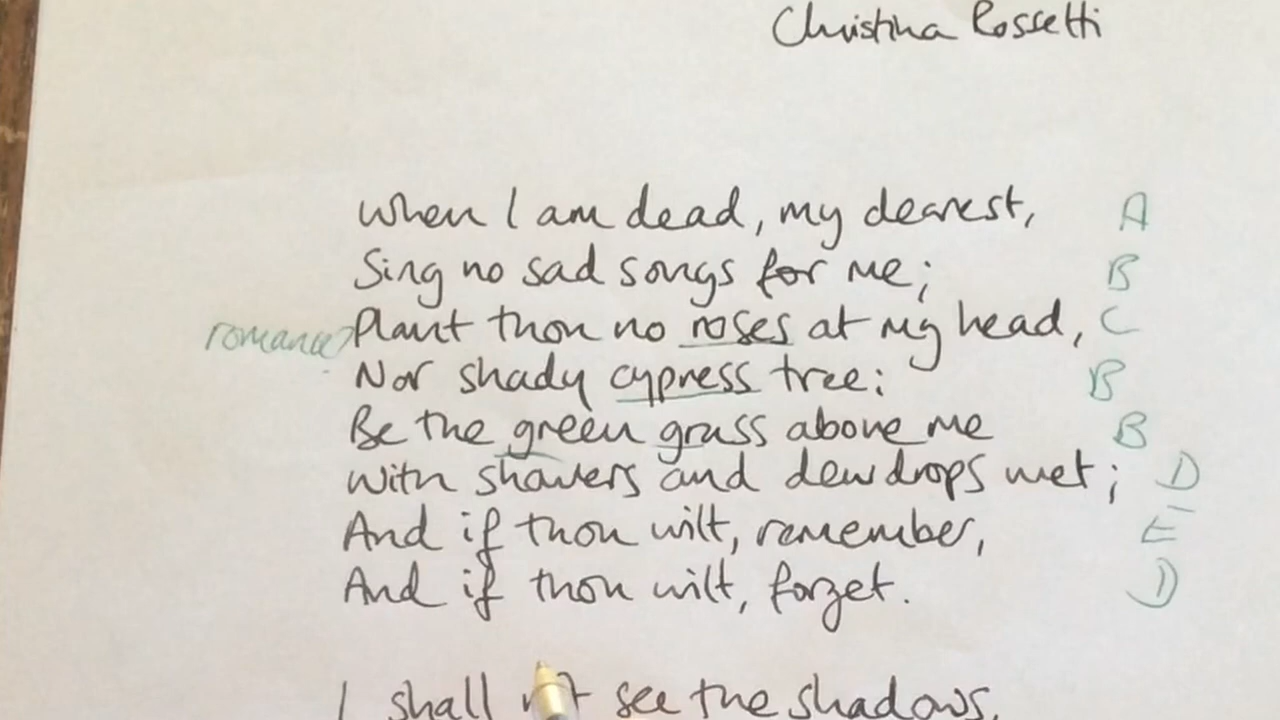 Christina Rossetti
When I am dead, my dearest, A
Sing no sad songs for me; B
romance Plant thou no roses at my head, C
Nor shady cypress tree: B
Be the green grass above me B
With showers and dewdrops wet; D
And if thou wilt, remember, E
And if thou wilt, forget. D
I shall not see the shadows,